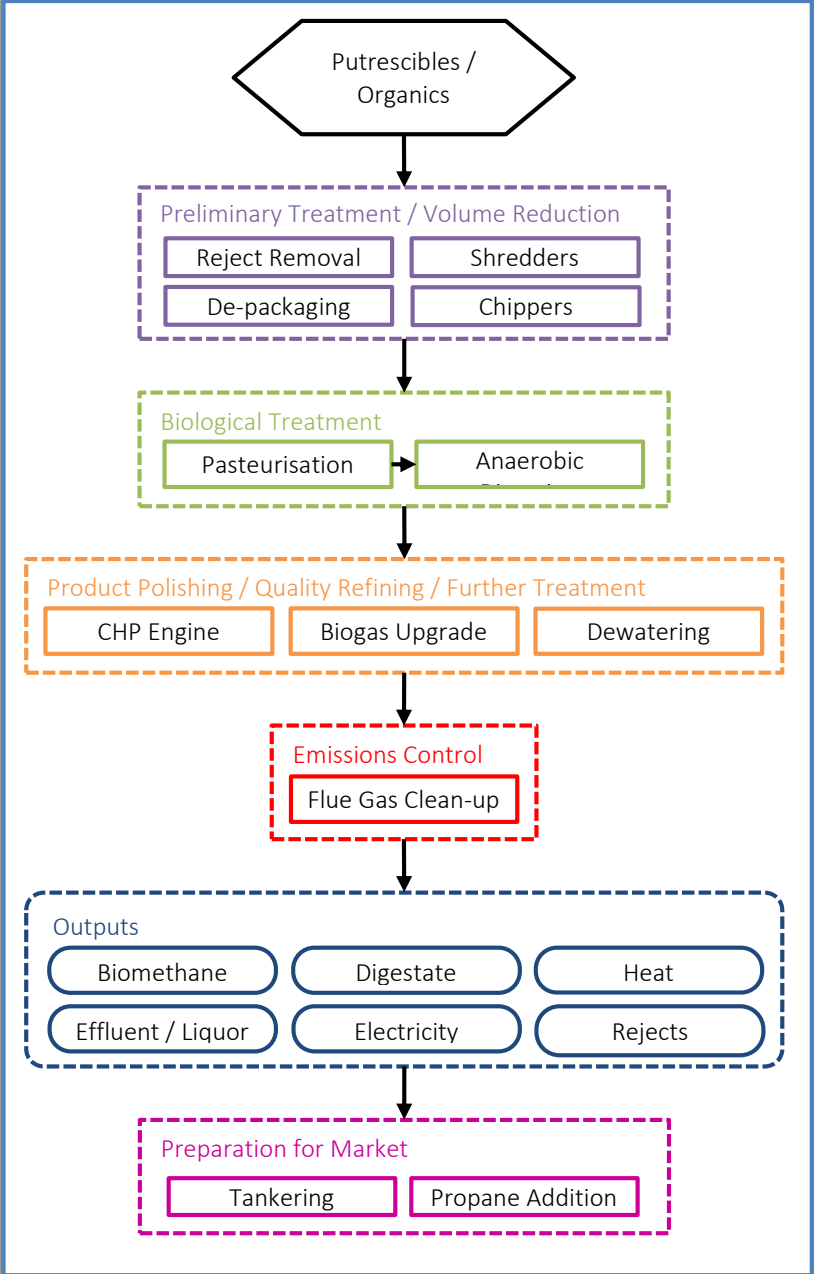 Putrescibles /
Organics
Preliminary Treatment / Volume Reduction
Reject Removal
Shredders
De-packaging
Chippers
Biological Treatment
Pasteurisation
Anaerobic
Product Polishing / Quality Refining / Further Treatment
CHP Engine
Biogas Upgrade
Dewatering
Emissions Control
Flue Gas Clean-up
Outputs
Biomethane
Digestate
Heat
Effluent / Liquor
Electricity
Rejects
Preparation for Market
Tankering
Propane Addition